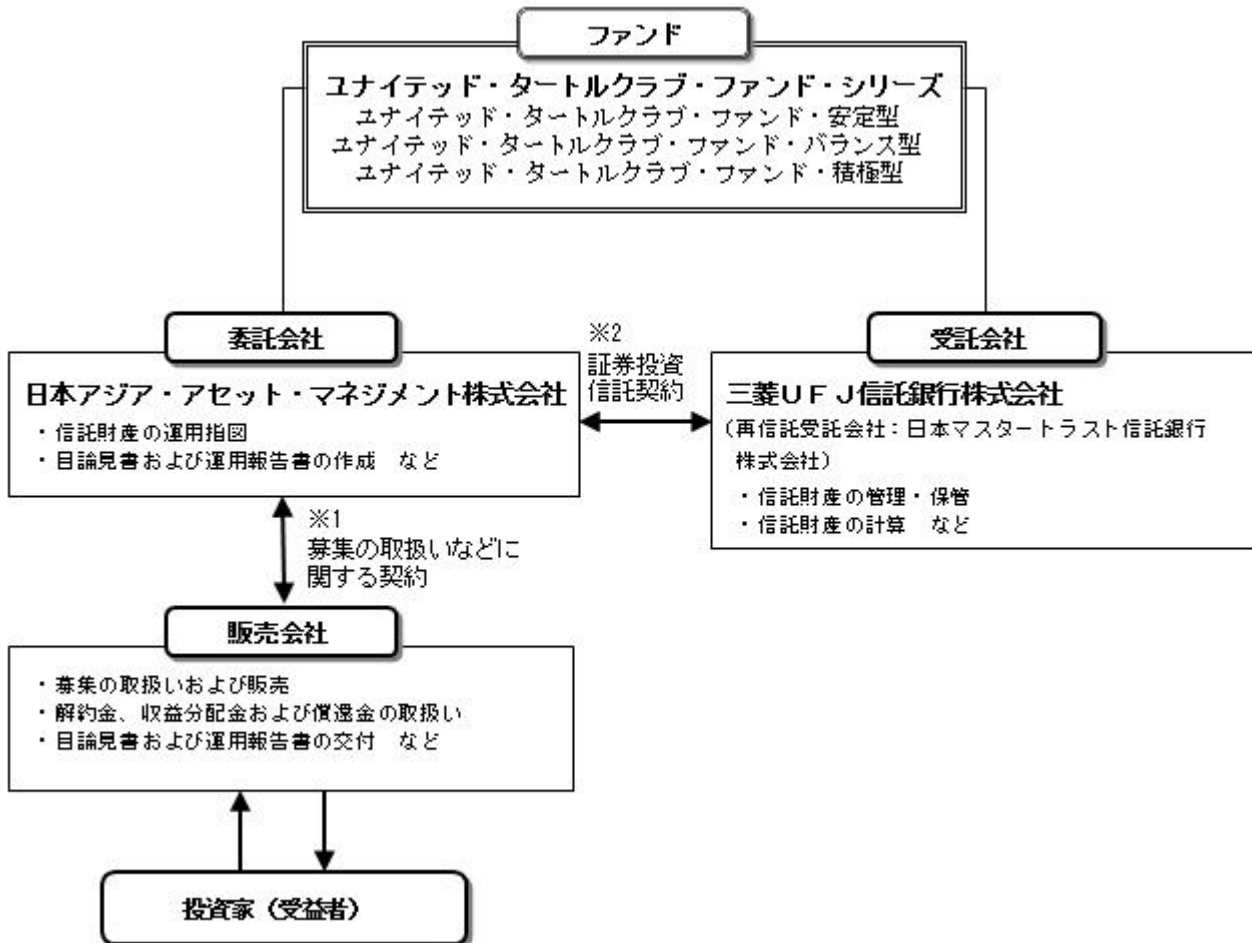 ファンド
ユナイテッド・タートルクラブ・ファンド・シリーズ
ユナイテッド・タートルクラブ・ファンド・安定型
ユナイテッド・タートルクラブ・ファンド・バランス型
ユナイテッド・タートルクラブ・ファンド・積極型
委託会社
日本アジア・アセット・マネジメント株式会社
・信託財産の運用指図
・目論見書および運用報告書の作成　など
※2
証券投資
信託契約
受託会社
三菱ＵＦＪ信託銀行株式会社
(再信託受託会社：日本マスタートラスト信託銀行
株式会社)
・信託財産の管理・保管
・信託財産の計算　など
※1
募集の取扱いなどに
関する契約
販売会社
・募集の取扱いおよび販売
・解約金、収益分配金および償還金の取扱い
・目論見書および運用報告書の交付　など
投資家（受益者）